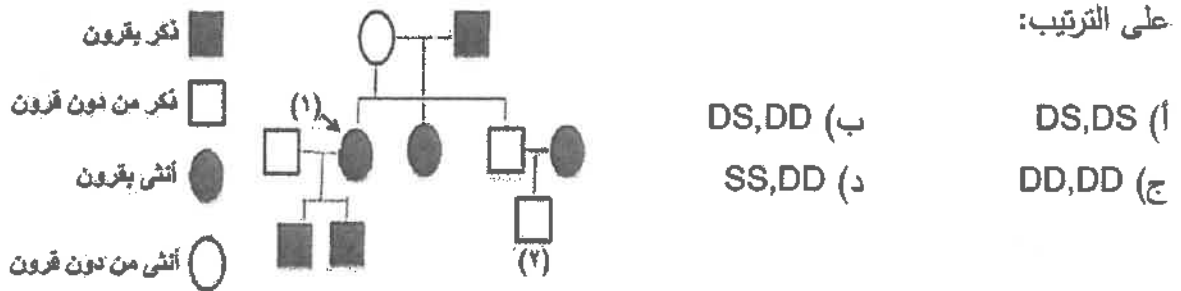 على الترتيب:
أ) DS,DS ب) DS,DD
ج) DD,DD د) SS,DD
ذكر بقرون
ذكر من دون قرون
أنثى بقرون
أنثى من دون قرون
(١)
(٢)